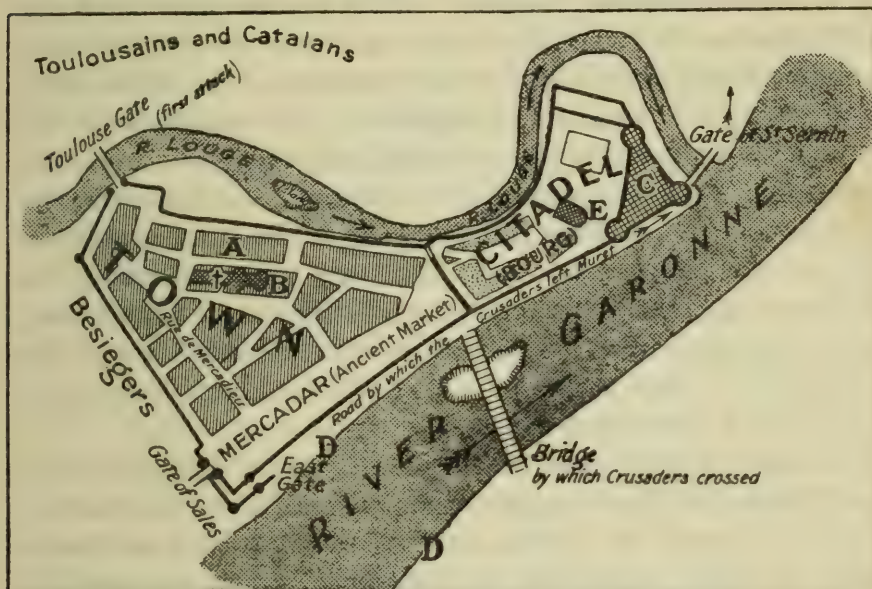 Toulousains and Catalans
Toulouse Gate
(first attack)
R. LOUGE
R. LOUGE
Gate of St Sernin
CITADEL
(BOURG)
C
E
A
B
TOWN
Rue de Mercadieu
Besiegers
MERCADAR (Ancient Market)
Road by which the Crusaders left Muret
RIVER GARONNE
D
East
Gate
Gate of Sales
Bridge
by which Crusaders crossed
D